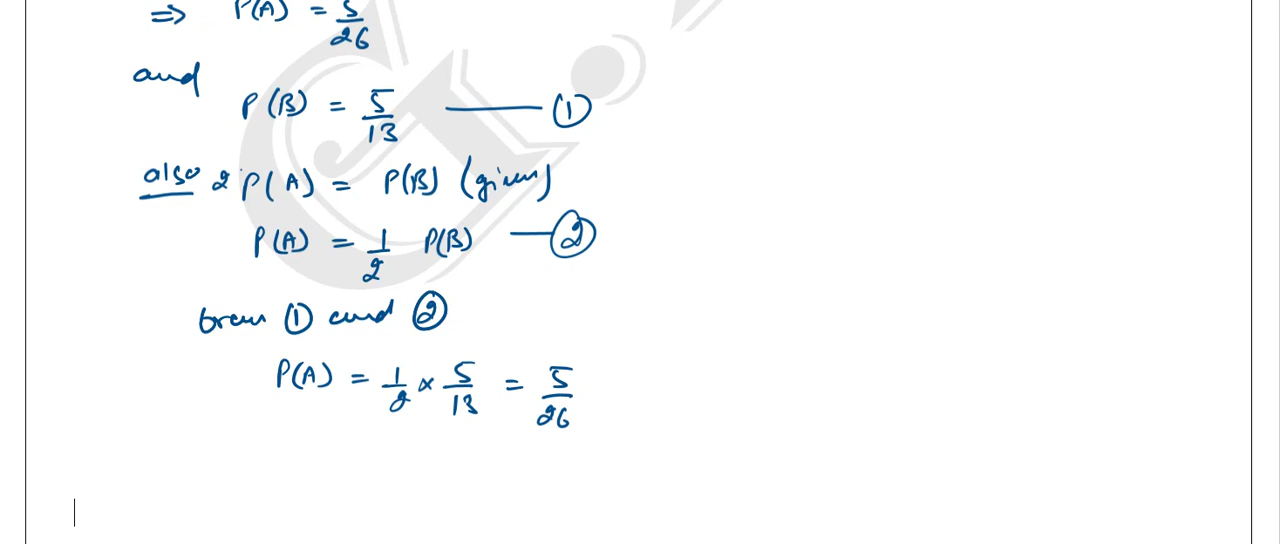 ⇒ P(A) = 5/26
and
P(B) = 5/13 ——— ①
also 2P(A) = P(B) (given)
P(A) = 1/2 P(B) — ②
from ① and ②
P(A) = 1/2 × 5/13 = 5/26